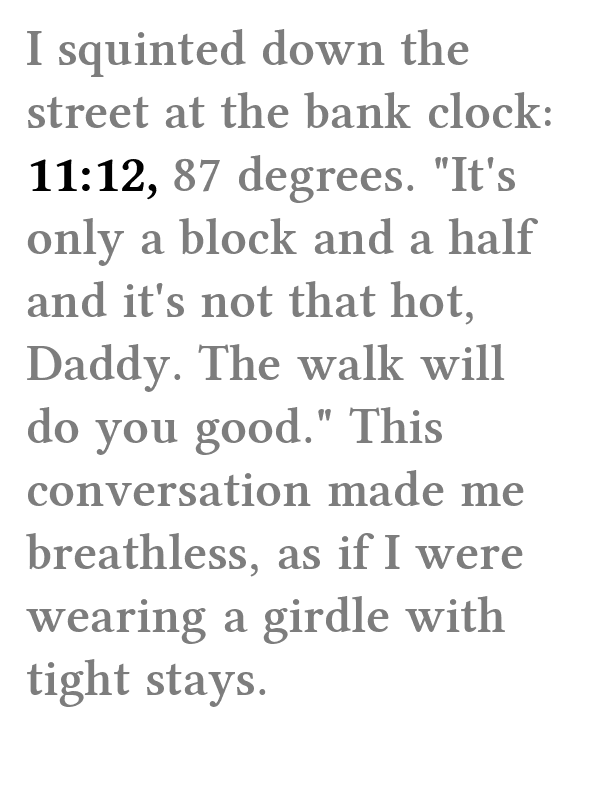 I squinted down the
street at the bank clock:
11:12, 87 degrees. "It's
only a block and a half
and it's not that hot,
Daddy. The walk will
do you good." This
conversation made me
breathless, as if I were
wearing a girdle with
tight stays.